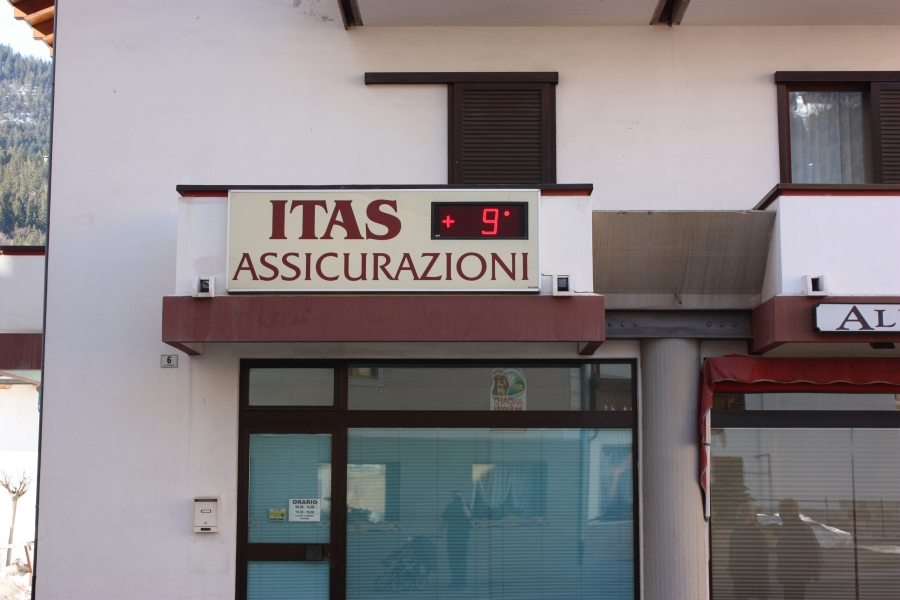 ITAS
+ 9°
ASSICURAZIONI
AL
6
ORARIO